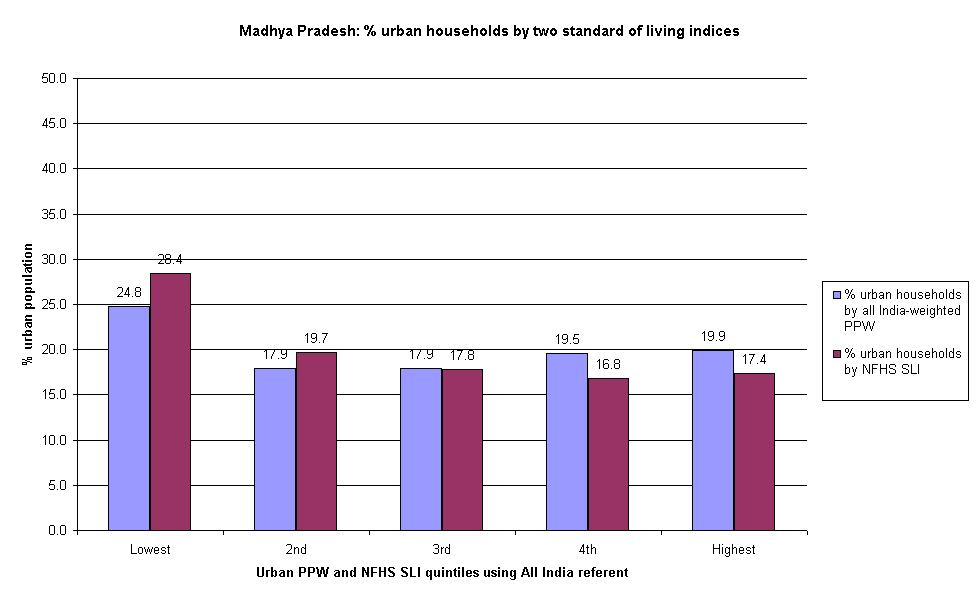 Madhya Pradesh: % urban households by two standard of living indices
50.0
45.0
40.0
35.0
30.0
25.0
20.0
15.0
10.0
5.0
0.0
% urban population
24.8
28.4
17.9
19.7
17.9
17.8
19.5
16.8
19.9
17.4
Lowest
2nd
3rd
4th
Highest
Urban PPW and NFHS SLI quintiles using All India referent
% urban households
by all India-weighted
PPW
% urban households
by NFHS SLI